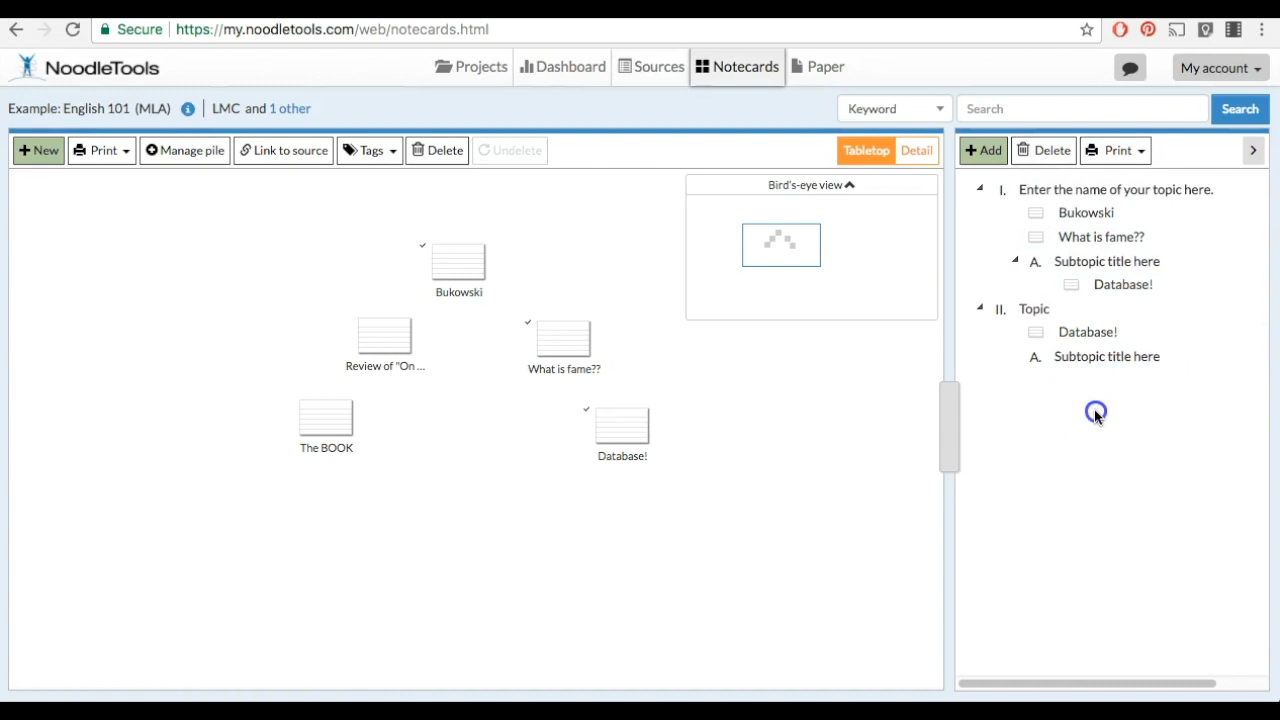 Secure https://my.noodletools.com/web/notecards.html
NoodleTools Projects Dashboard Sources Notecards Paper My account
Example: English 101 (MLA) LMC and 1 other Keyword Search Search
New Print Manage pile Link to source Tags Delete Undelete Tabletop Detail Add Delete Print
Bird's-eye view
Bukowski
Review of "On ...
What is fame??
The BOOK
Database!
I. Enter the name of your topic here.
Bukowski
What is fame??
A. Subtopic title here
Database!
II. Topic
Database!
A. Subtopic title here